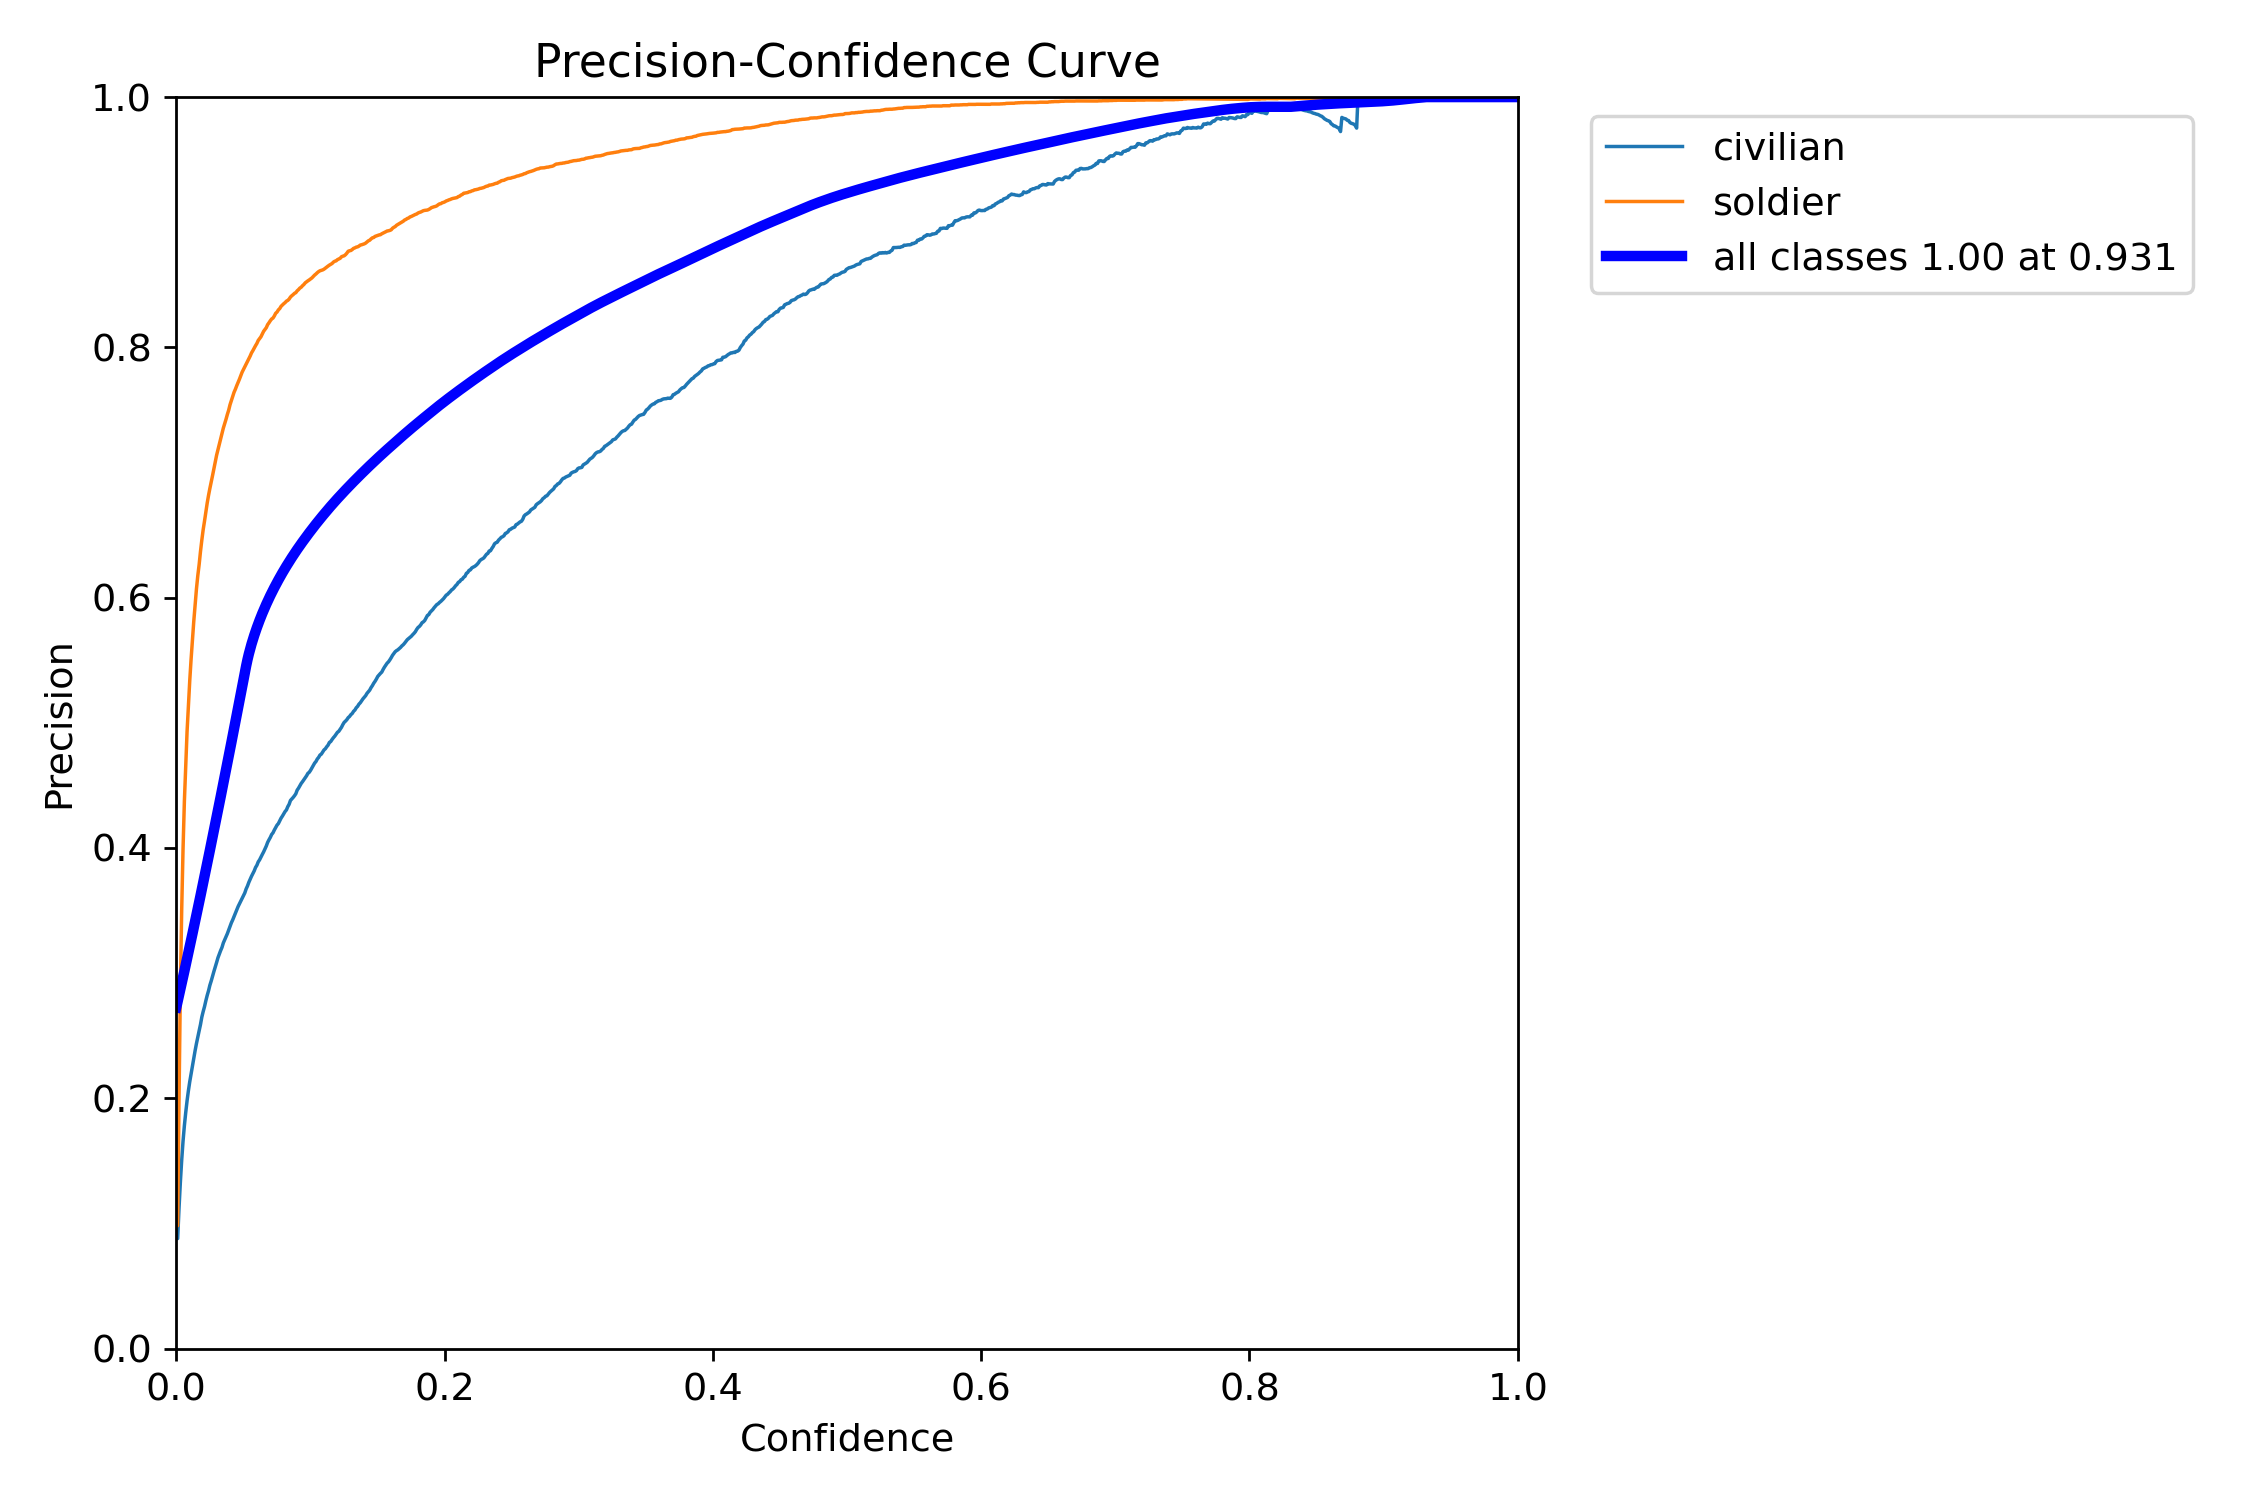 Precision-Confidence Curve
1.0
0.8
0.6
0.4
0.2
0.0
Precision
0.0 0.2 0.4 0.6 0.8 1.0
Confidence
civilian
soldier
all classes 1.00 at 0.931